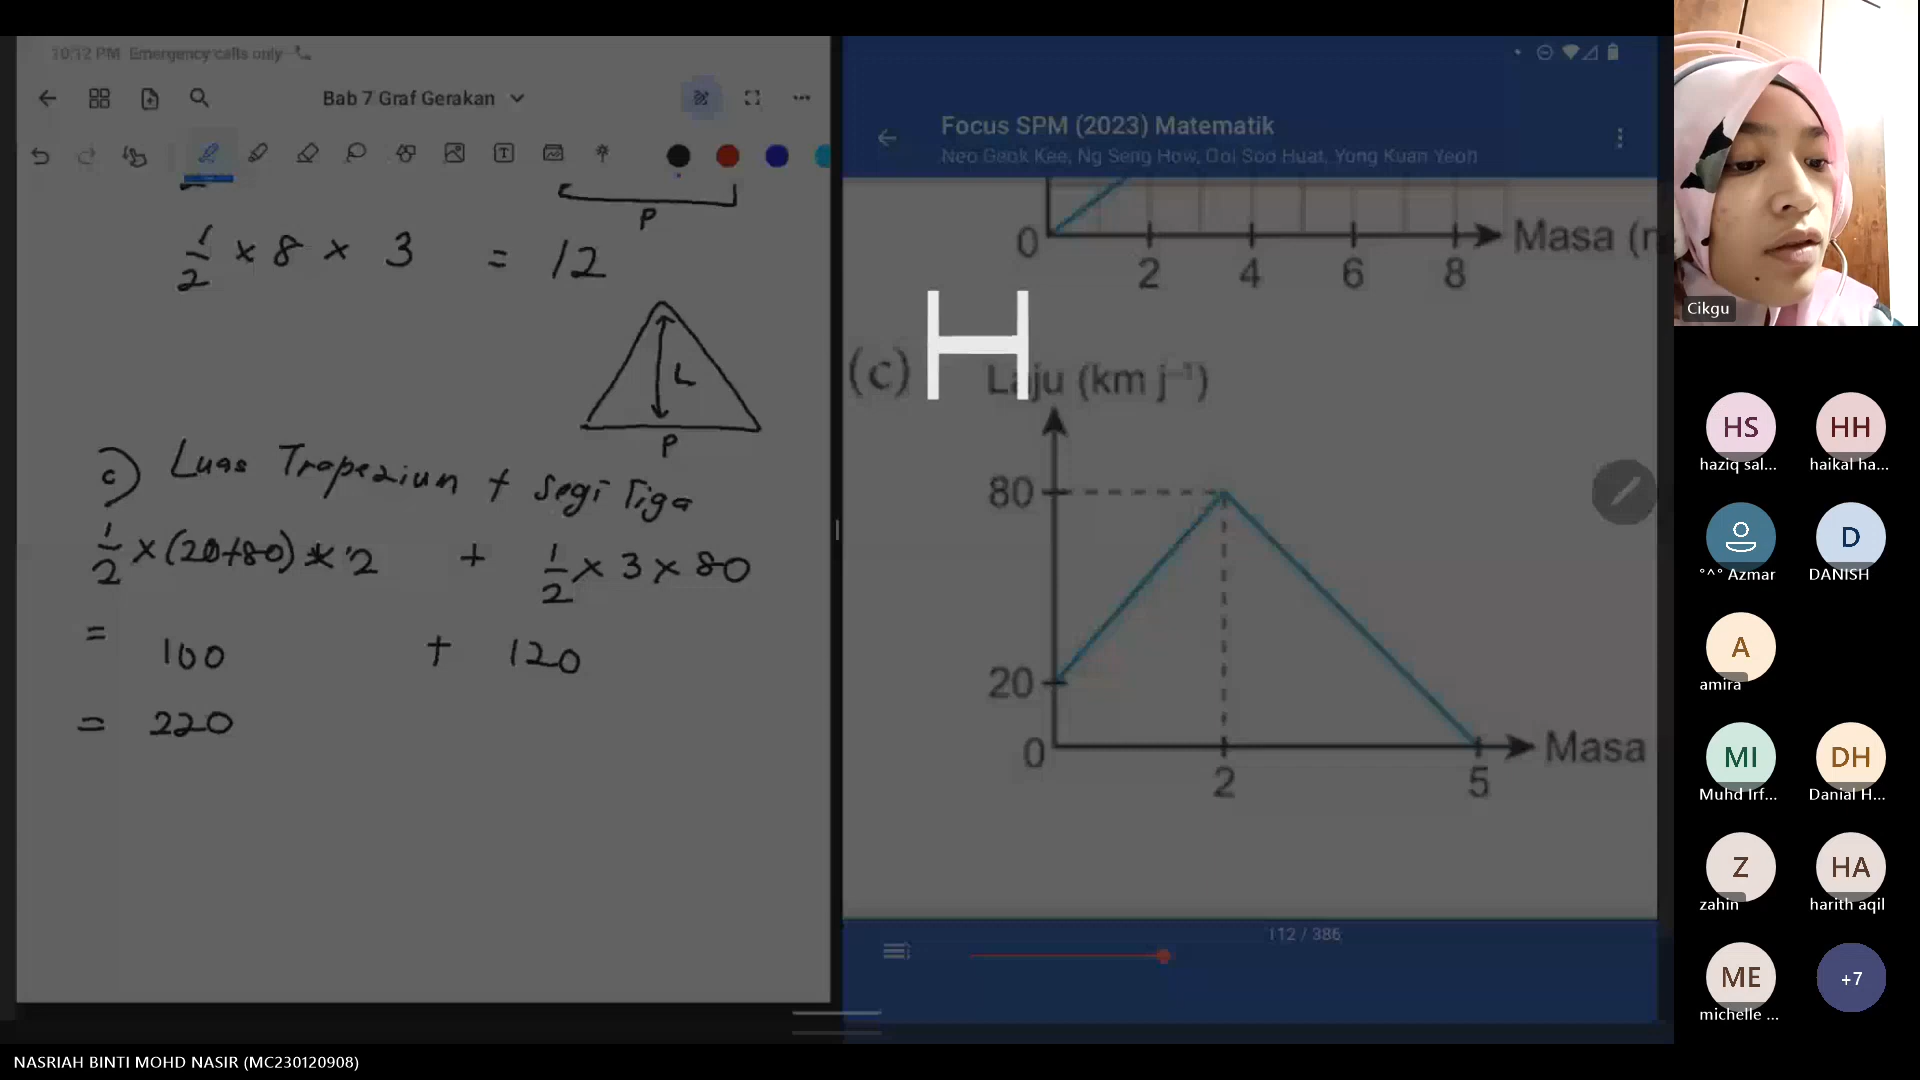 10:12 PM Emergency calls only
Bab 7 Graf Gerakan
T
P
1/2 × 8 × 3 = 12
L
P
c) Luas Trapezium + Segi Tiga
1/2 × (20+80) × 2 + 1/2 × 3 × 80
= 100 + 120
= 220
Focus SPM (2023) Matematik
Neo Geok Kee, Ng Seng How, Ooi Soo Huat, Yong Kuan Yeoh
0
2 4 6 8
Masa (
(c)
H
Laju (km j⁻¹)
80
20
0
2 5
Masa
112 / 386
Cikgu
HS HH
haziq sal... haikal ha...
D
°^° Azmar DANISH
A
amira
MI DH
Muhd Irf... Danial H...
Z HA
zahin harith aqil
ME +7
michelle ...
NASRIAH BINTI MOHD NASIR (MC230120908)